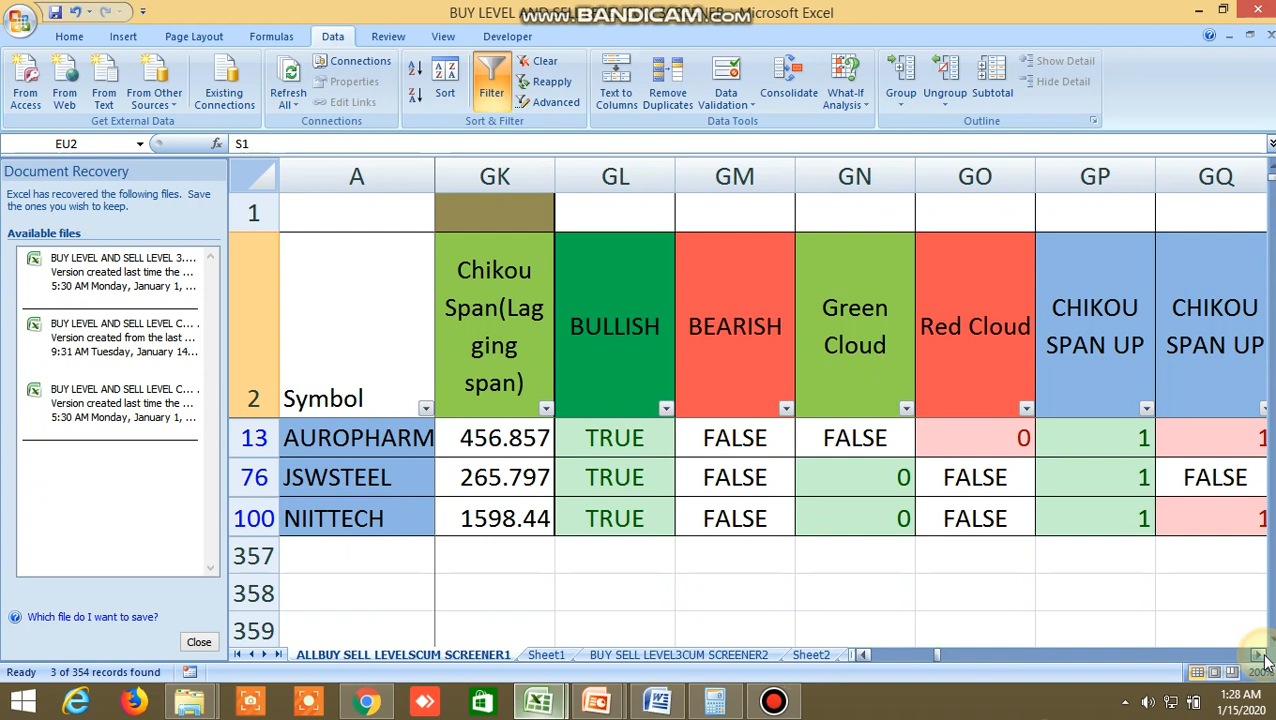 BUY LEVEL AND SELL
www.BANDICAM.com
- Microsoft Excel
Home Insert Page Layout Formulas Data Review View Developer
From Access
From Web
From Text
From Other Sources
Existing Connections
Get External Data
Refresh All
Connections
Properties
Edit Links
Connections
Sort
Filter
Clear
Reapply
Advanced
Sort & Filter
Text to Columns
Remove Duplicates
Data Validation
Consolidate
What-If Analysis
Data Tools
Group
Ungroup
Subtotal
Show Detail
Hide Detail
Outline
EU2 fx S1
Document Recovery
Excel has recovered the following files. Save
the ones you wish to keep.
Available files
BUY LEVEL AND SELL LEVEL 3....
Version created last time the ...
5:30 AM Monday, January 1, ...
BUY LEVEL AND SELL LEVEL C...
Version created from the last ...
9:31 AM Tuesday, January 14...
BUY LEVEL AND SELL LEVEL C...
Version created last time the ...
5:30 AM Monday, January 1, ...
Which file do I want to save?
Close
A GK GL GM GN GO GP GQ
1
2
Symbol
Chikou
Span(Lag
ging
span)
BULLISH
BEARISH
Green
Cloud
Red Cloud
CHIKOU
SPAN UP
CHIKOU
SPAN UP
13 AUROPHARM 456.857 TRUE FALSE FALSE 0 1 1
76 JSWSTEEL 265.797 TRUE FALSE 0 FALSE 1 FALSE
100 NIITTECH 1598.44 TRUE FALSE 0 FALSE 1 1
357
358
359
ALLBUY SELL LEVELSCUM SCREENER1 Sheet1 BUY SELL LEVEL3CUM SCREENER2 Sheet2
Ready 3 of 354 records found 200%
1:28 AM
1/15/2020